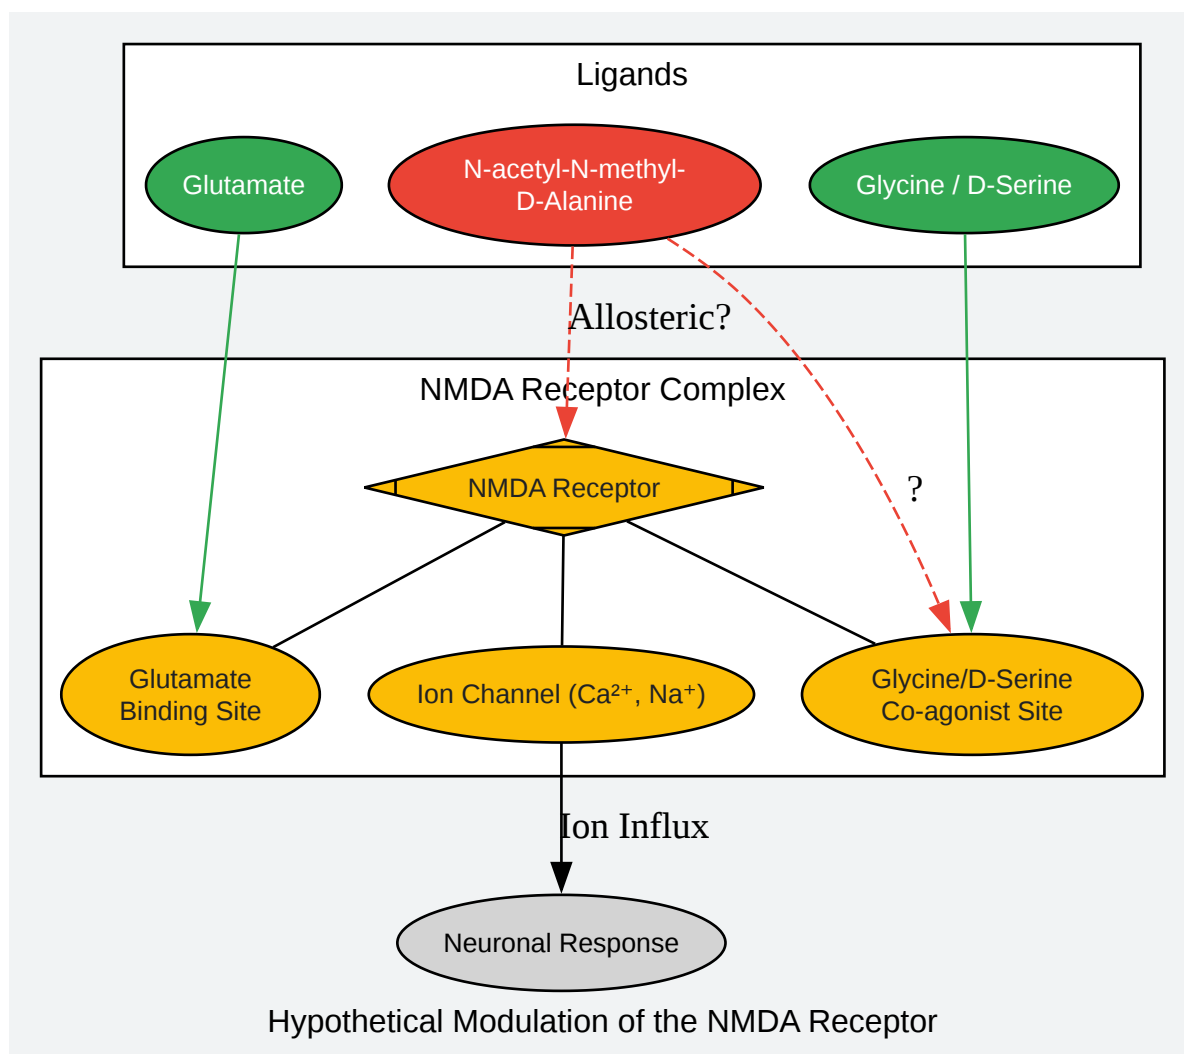 Ligands
Glutamate
N-acetyl-N-methyl-
D-Alanine
Glycine / D-Serine
Allosteric?
NMDA Receptor Complex
NMDA Receptor
?
Glutamate
Binding Site
Ion Channel (Ca²⁺, Na⁺)
Glycine/D-Serine
Co-agonist Site
Ion Influx
Neuronal Response
Hypothetical Modulation of the NMDA Receptor